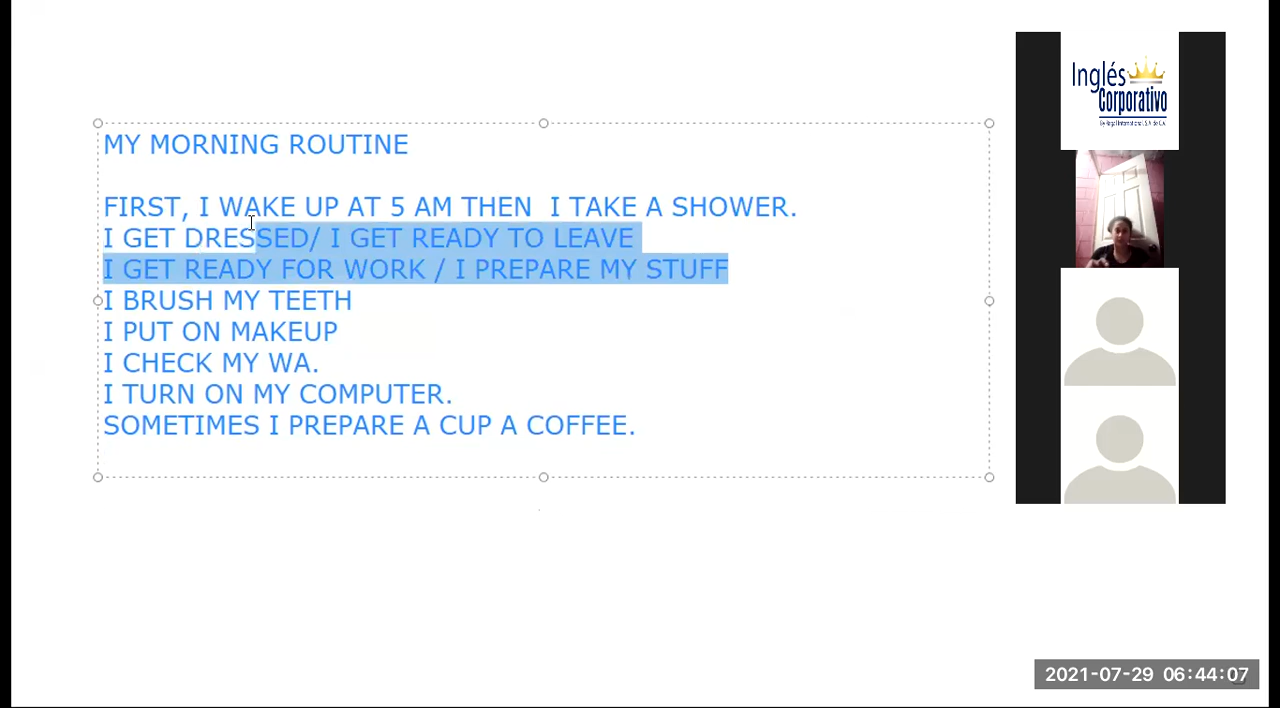 MY MORNING ROUTINE
FIRST, I WAKE UP AT 5 AM THEN  I TAKE A SHOWER.
I GET DRESSED/ I GET READY TO LEAVE
I GET READY FOR WORK / I PREPARE MY STUFF
I BRUSH MY TEETH
I PUT ON MAKEUP
I CHECK MY WA.
I TURN ON MY COMPUTER.
SOMETIMES I PREPARE A CUP A COFFEE.
Inglés
Corporativo
2021-07-29 06:44:07